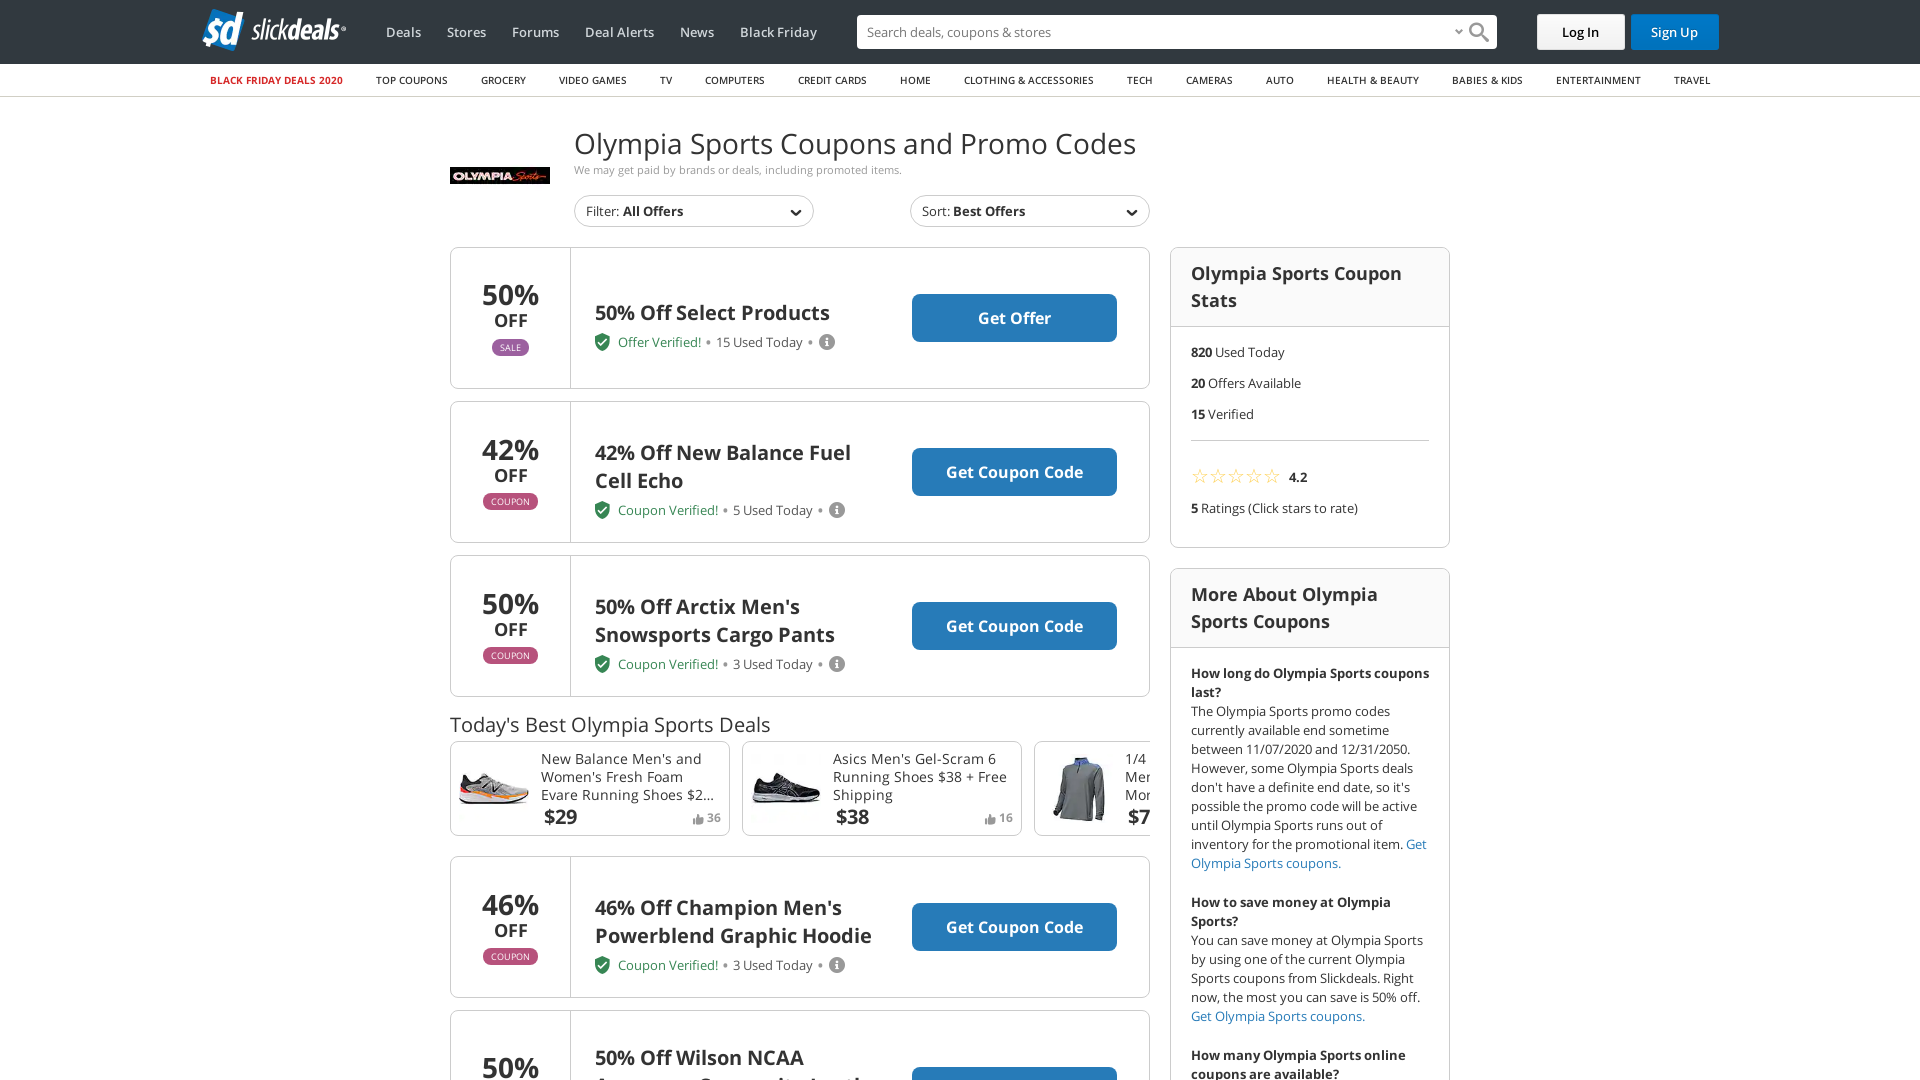 sd slickdeals
Deals Stores Forums Deal Alerts News Black Friday
Search deals, coupons & stores
Log In
Sign Up
BLACK FRIDAY DEALS 2020 TOP COUPONS GROCERY VIDEO GAMES TV COMPUTERS CREDIT CARDS HOME CLOTHING & ACCESSORIES TECH CAMERAS AUTO HEALTH & BEAUTY BABIES & KIDS ENTERTAINMENT TRAVEL
OLYMPIA Sports
Olympia Sports Coupons and Promo Codes
We may get paid by brands or deals, including promoted items.
Filter: All Offers
Sort: Best Offers
50%
OFF
SALE
50% Off Select Products
Offer Verified! • 15 Used Today •
Get Offer
42%
OFF
COUPON
42% Off New Balance Fuel
Cell Echo
Coupon Verified! • 5 Used Today •
Get Coupon Code
50%
OFF
COUPON
50% Off Arctix Men's
Snowsports Cargo Pants
Coupon Verified! • 3 Used Today •
Get Coupon Code
Today's Best Olympia Sports Deals
New Balance Men's and
Women's Fresh Foam
Evare Running Shoes $2...
$29
36
Asics Men's Gel-Scram 6
Running Shoes $38 + Free
Shipping
$38
16
1/4
$7
46%
OFF
COUPON
46% Off Champion Men's
Powerblend Graphic Hoodie
Coupon Verified! • 3 Used Today •
Get Coupon Code
50%
50% Off Wilson NCAA
Olympia Sports Coupon
Stats
820 Used Today
20 Offers Available
15 Verified
4.2
5 Ratings (Click stars to rate)
More About Olympia
Sports Coupons
How long do Olympia Sports coupons
last?
The Olympia Sports promo codes
currently available end sometime
between 11/07/2020 and 12/31/2050.
However, some Olympia Sports deals
don't have a definite end date, so it's
possible the promo code will be active
until Olympia Sports runs out of
inventory for the promotional item. Get
Olympia Sports coupons.
How to save money at Olympia
Sports?
You can save money at Olympia Sports
by using one of the current Olympia
Sports coupons from Slickdeals. Right
now, the most you can save is 50% off.
Get Olympia Sports coupons.
How many Olympia Sports online
coupons are available?